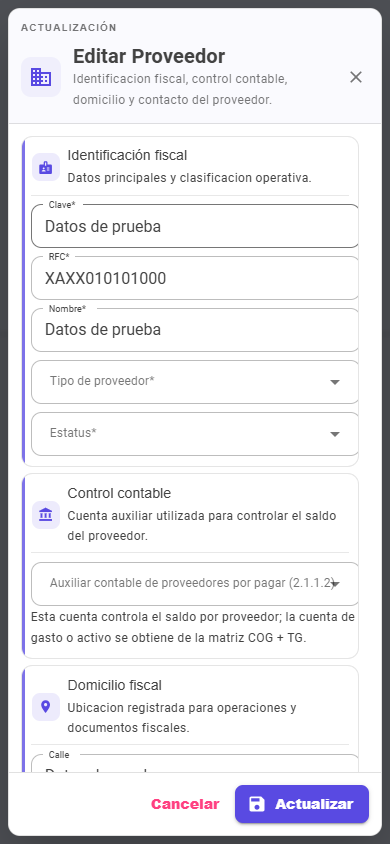 ACTUALIZACIÓN
Editar Proveedor
Identificacion fiscal, control contable,
domicilio y contacto del proveedor.
Identificación fiscal
Datos principales y clasificacion operativa.
Clave*
Datos de prueba
RFC*
XAXX010101000
Nombre*
Datos de prueba
Tipo de proveedor*
Estatus*
Control contable
Cuenta auxiliar utilizada para controlar el saldo
del proveedor.
Auxiliar contable de proveedores por pagar (2.1.1.2)
Esta cuenta controla el saldo por proveedor; la cuenta de
gasto o activo se obtiene de la matriz COG + TG.
Domicilio fiscal
Ubicacion registrada para operaciones y
documentos fiscales.
Calle
Cancelar
Actualizar